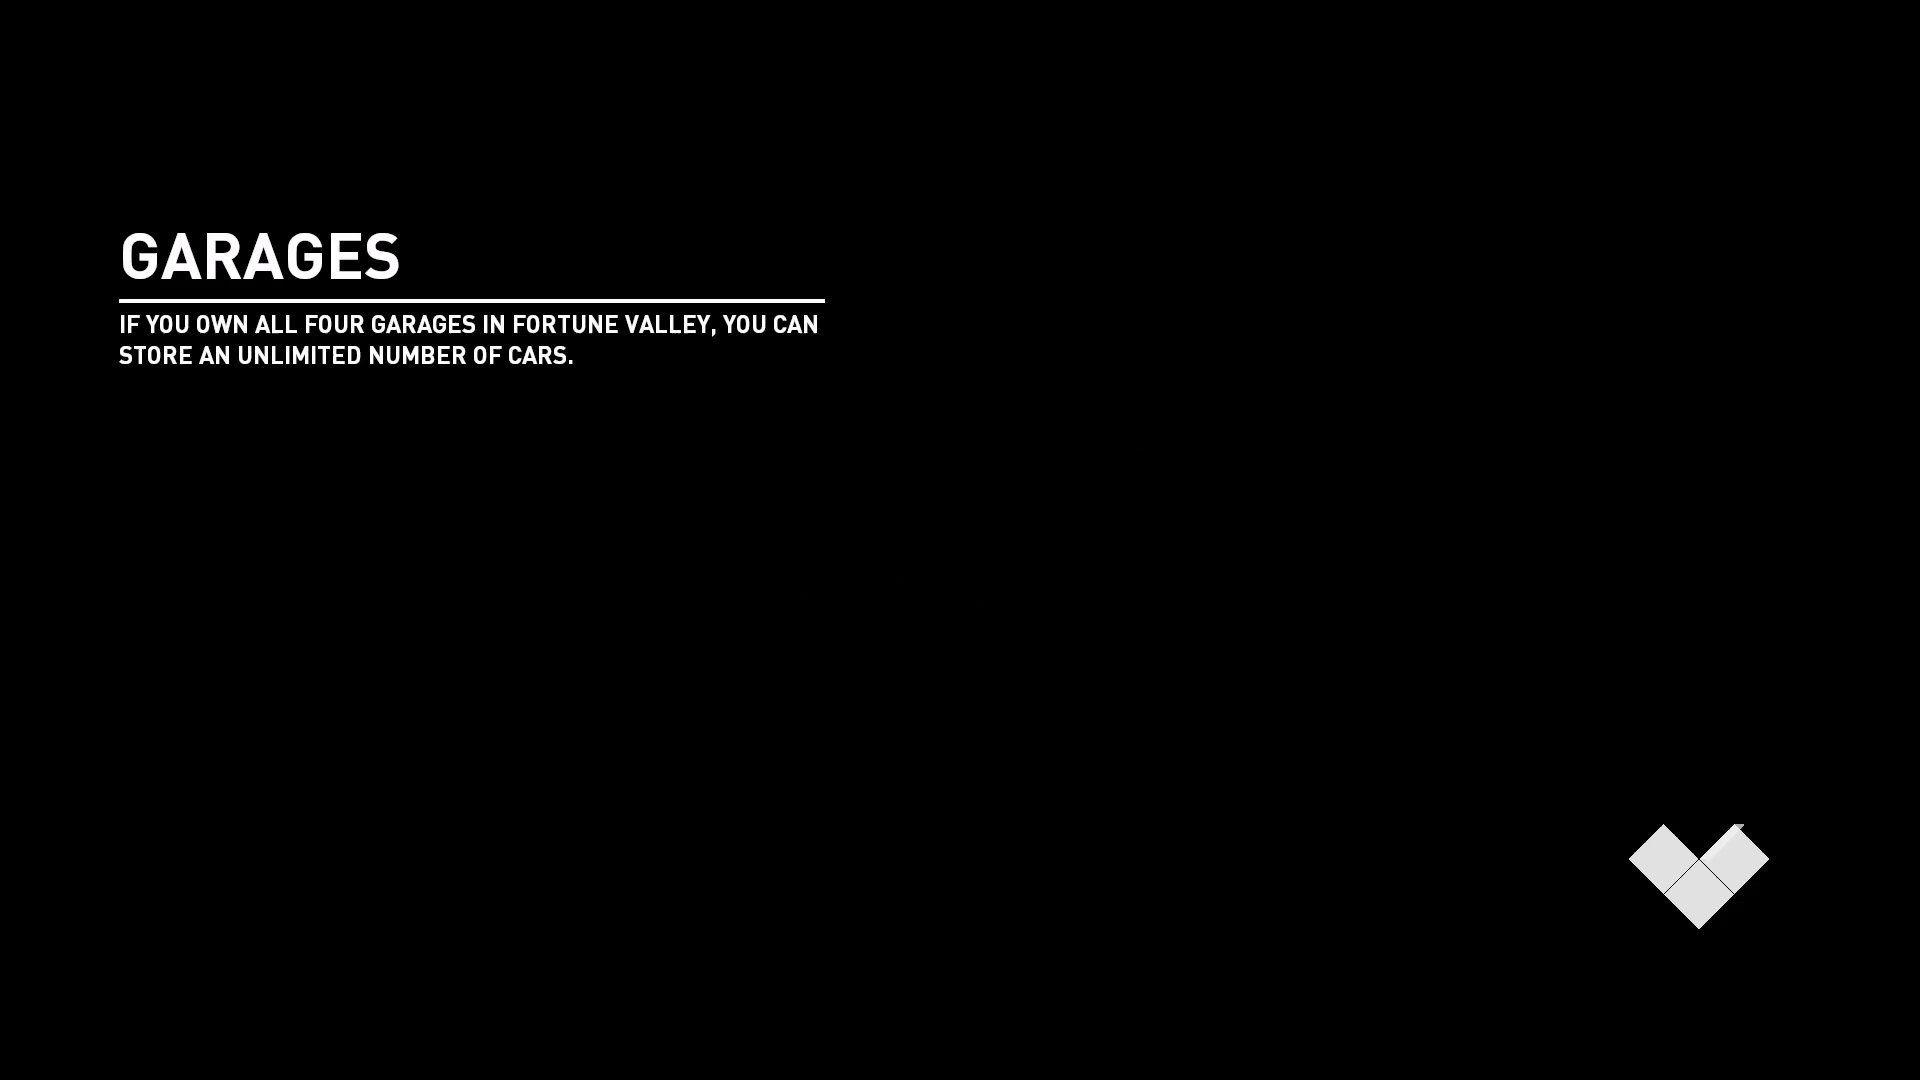 GARAGES
IF YOU OWN ALL FOUR GARAGES IN FORTUNE VALLEY, YOU CAN
STORE AN UNLIMITED NUMBER OF CARS.